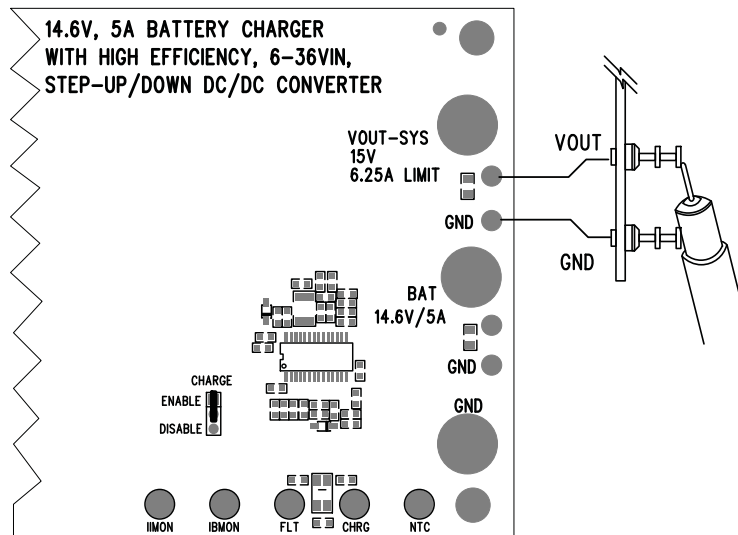 14.6V, 5A BATTERY CHARGER
WITH HIGH EFFICIENCY, 6–36VIN,
STEP–UP/DOWN DC/DC CONVERTER
VOUT–SYS
15V
6.25A LIMIT
VOUT
GND
GND
BAT
14.6V/5A
GND
CHARGE
ENABLE
DISABLE
GND
IIMON
IBMON
FLT
CHRG
NTC